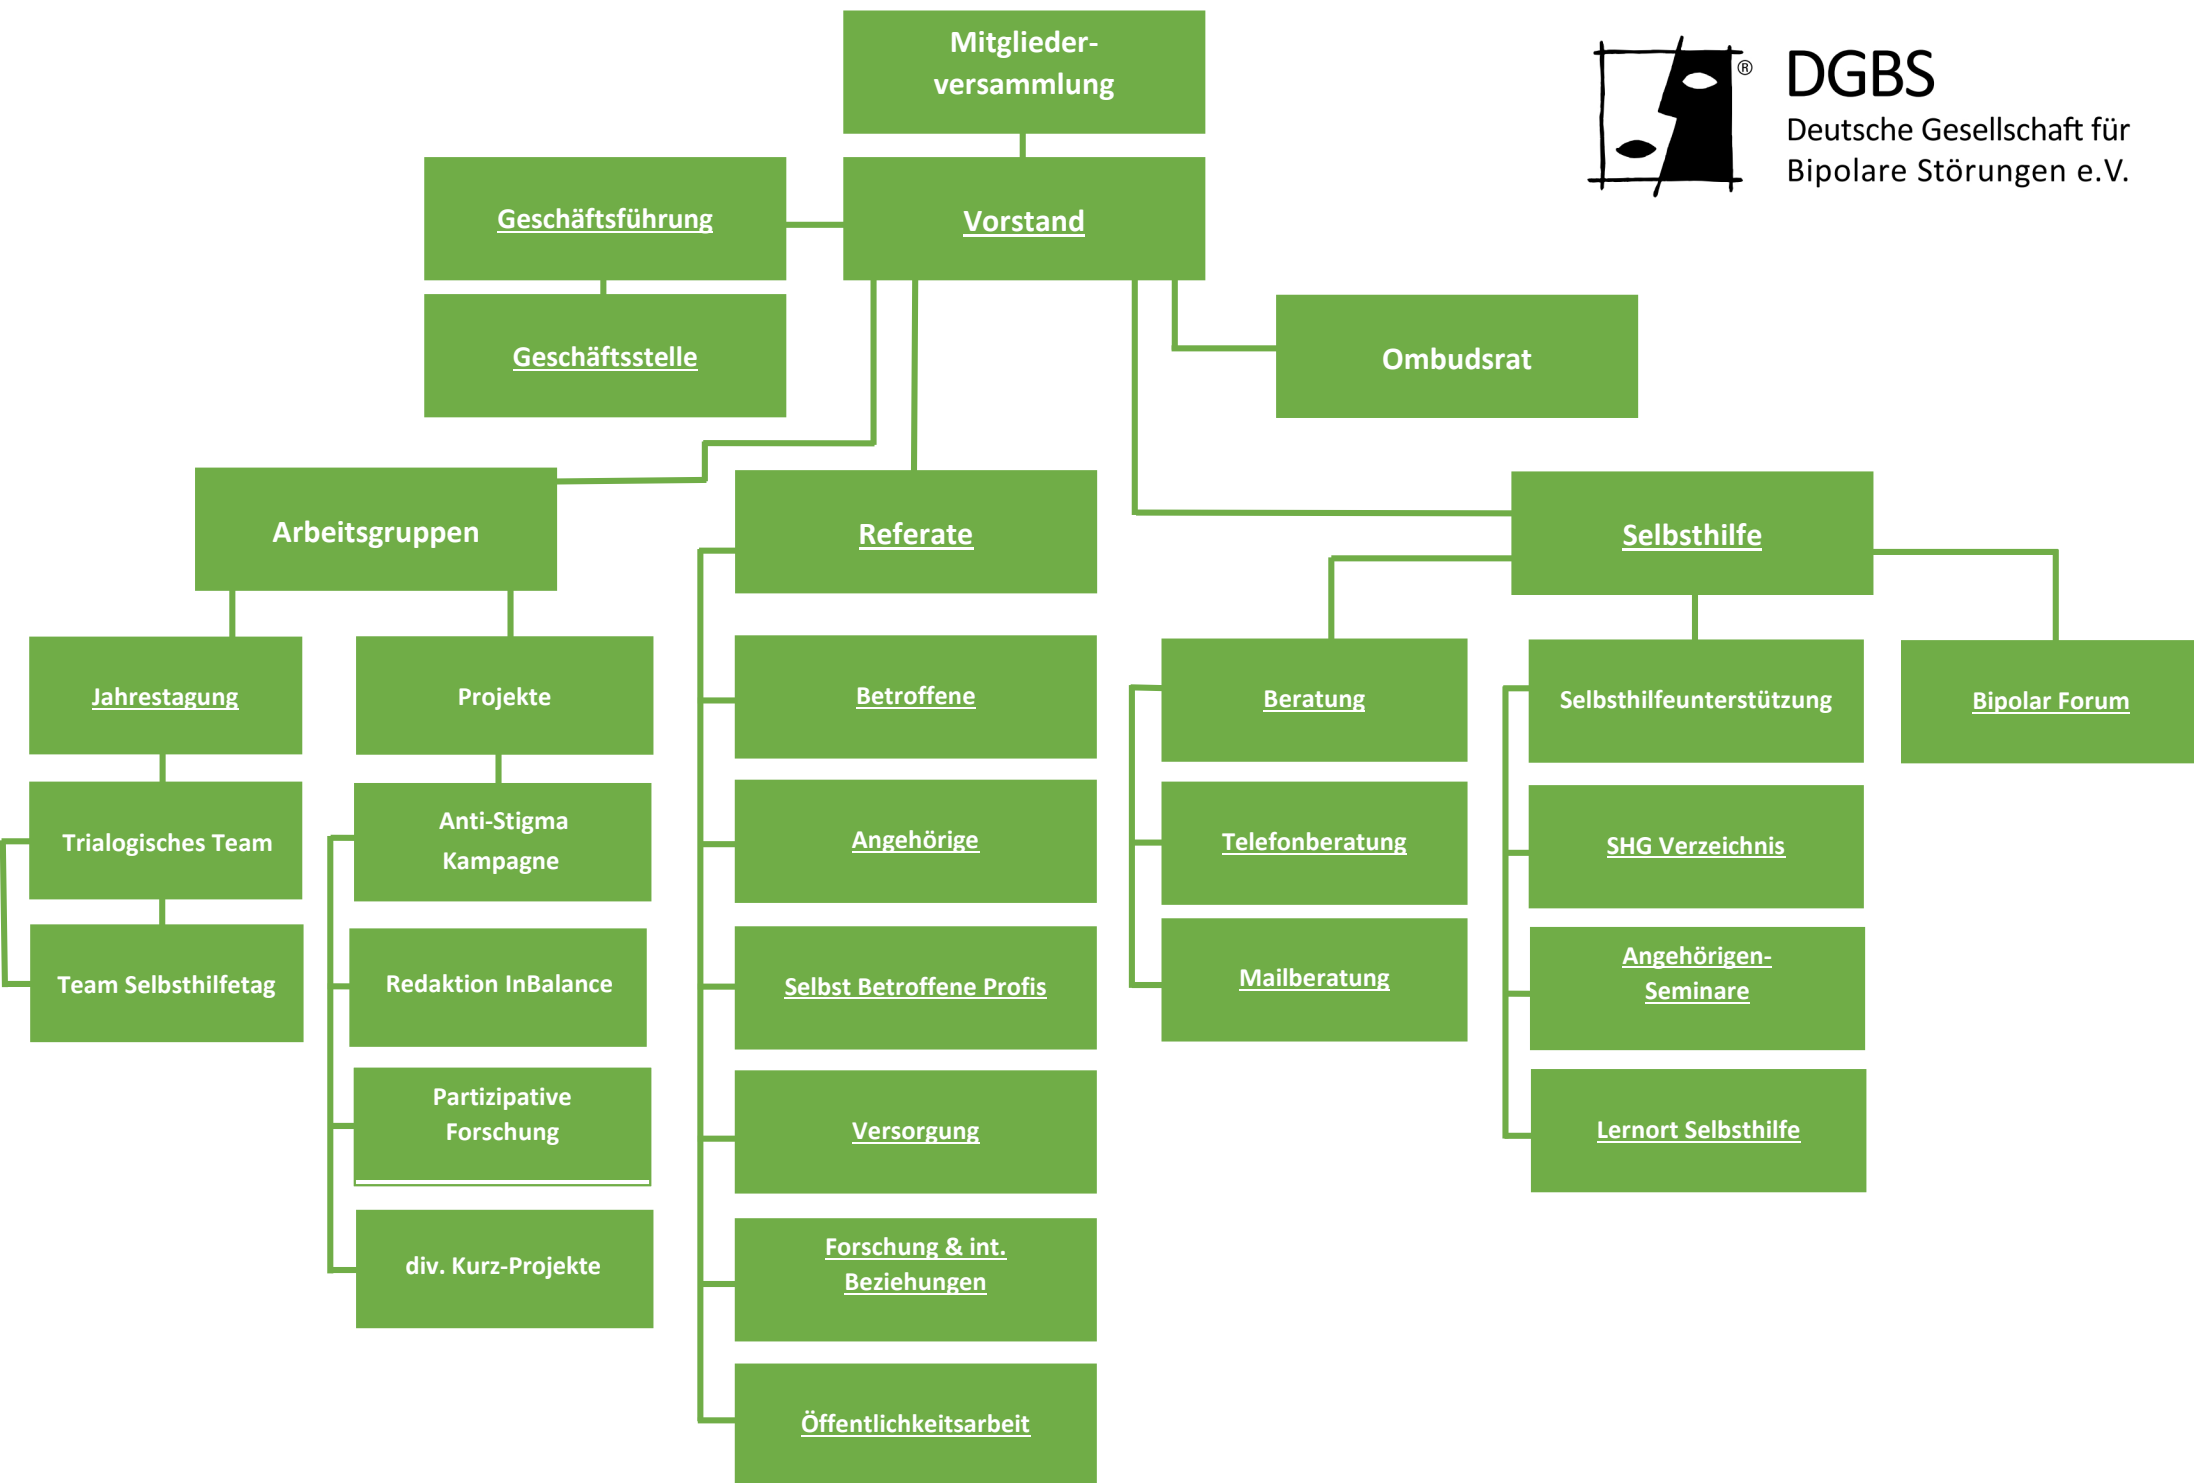 Mitglieder-
versammlung
®
DGBS
Deutsche Gesellschaft für
Bipolare Störungen e.V.
Geschäftsführung
Vorstand
Geschäftsstelle
Ombudsrat
Arbeitsgruppen
Referate
Selbsthilfe
Jahrestagung
Projekte
Betroffene
Beratung
Selbsthilfeunterstützung
Bipolar Forum
Trialogisches Team
Anti-Stigma
Kampagne
Angehörige
Telefonberatung
SHG Verzeichnis
Team Selbsthilfetag
Redaktion InBalance
Selbst Betroffene Profis
Mailberatung
Angehörigen-
Seminare
Partizipative
Forschung
Versorgung
Lernort Selbsthilfe
div. Kurz-Projekte
Forschung & int.
Beziehungen
Öffentlichkeitsarbeit